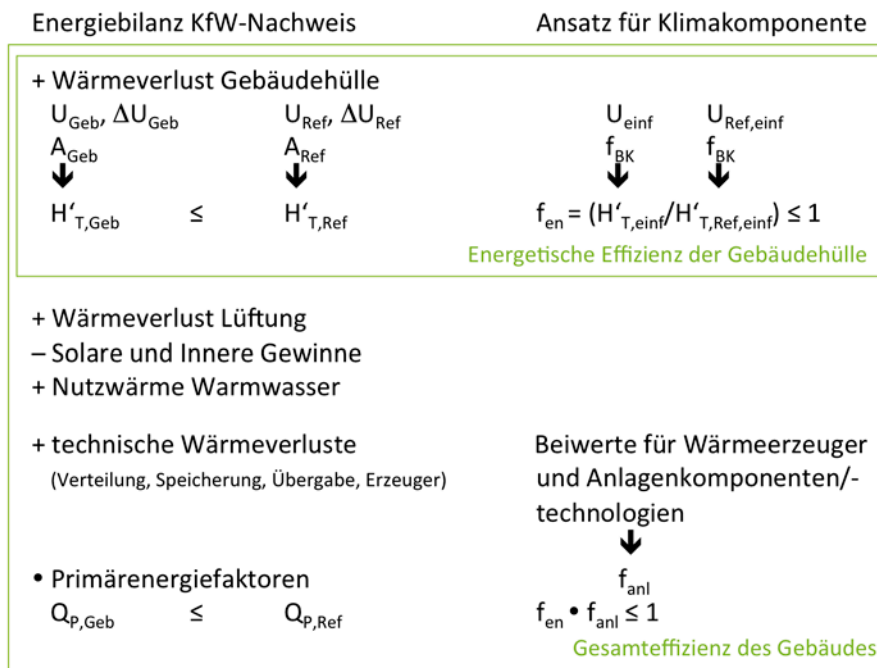 Energiebilanz KfW-Nachweis Ansatz für Klimakomponente
+ Wärmeverlust Gebäudehülle
U_Geb, ΔU_Geb U_Ref, ΔU_Ref U_einf U_Ref,einf
A_Geb A_Ref f_BK f_BK
🡻 🡻 🡻 🡻
H‘_T,Geb ≤ H‘_T,Ref f_en = (H‘_T,einf/H‘_T,Ref,einf) ≤ 1
Energetische Effizienz der Gebäudehülle
+ Wärmeverlust Lüftung
– Solare und Innere Gewinne
+ Nutzwärme Warmwasser
+ technische Wärmeverluste Beiwerte für Wärmeerzeuger
(Verteilung, Speicherung, Übergabe, Erzeuger) und Anlagenkomponenten/-
technologien
🡻
• Primärenergiefaktoren f_anl
Q_P,Geb ≤ Q_P,Ref f_en • f_anl ≤ 1
Gesamteffizienz des Gebäudes